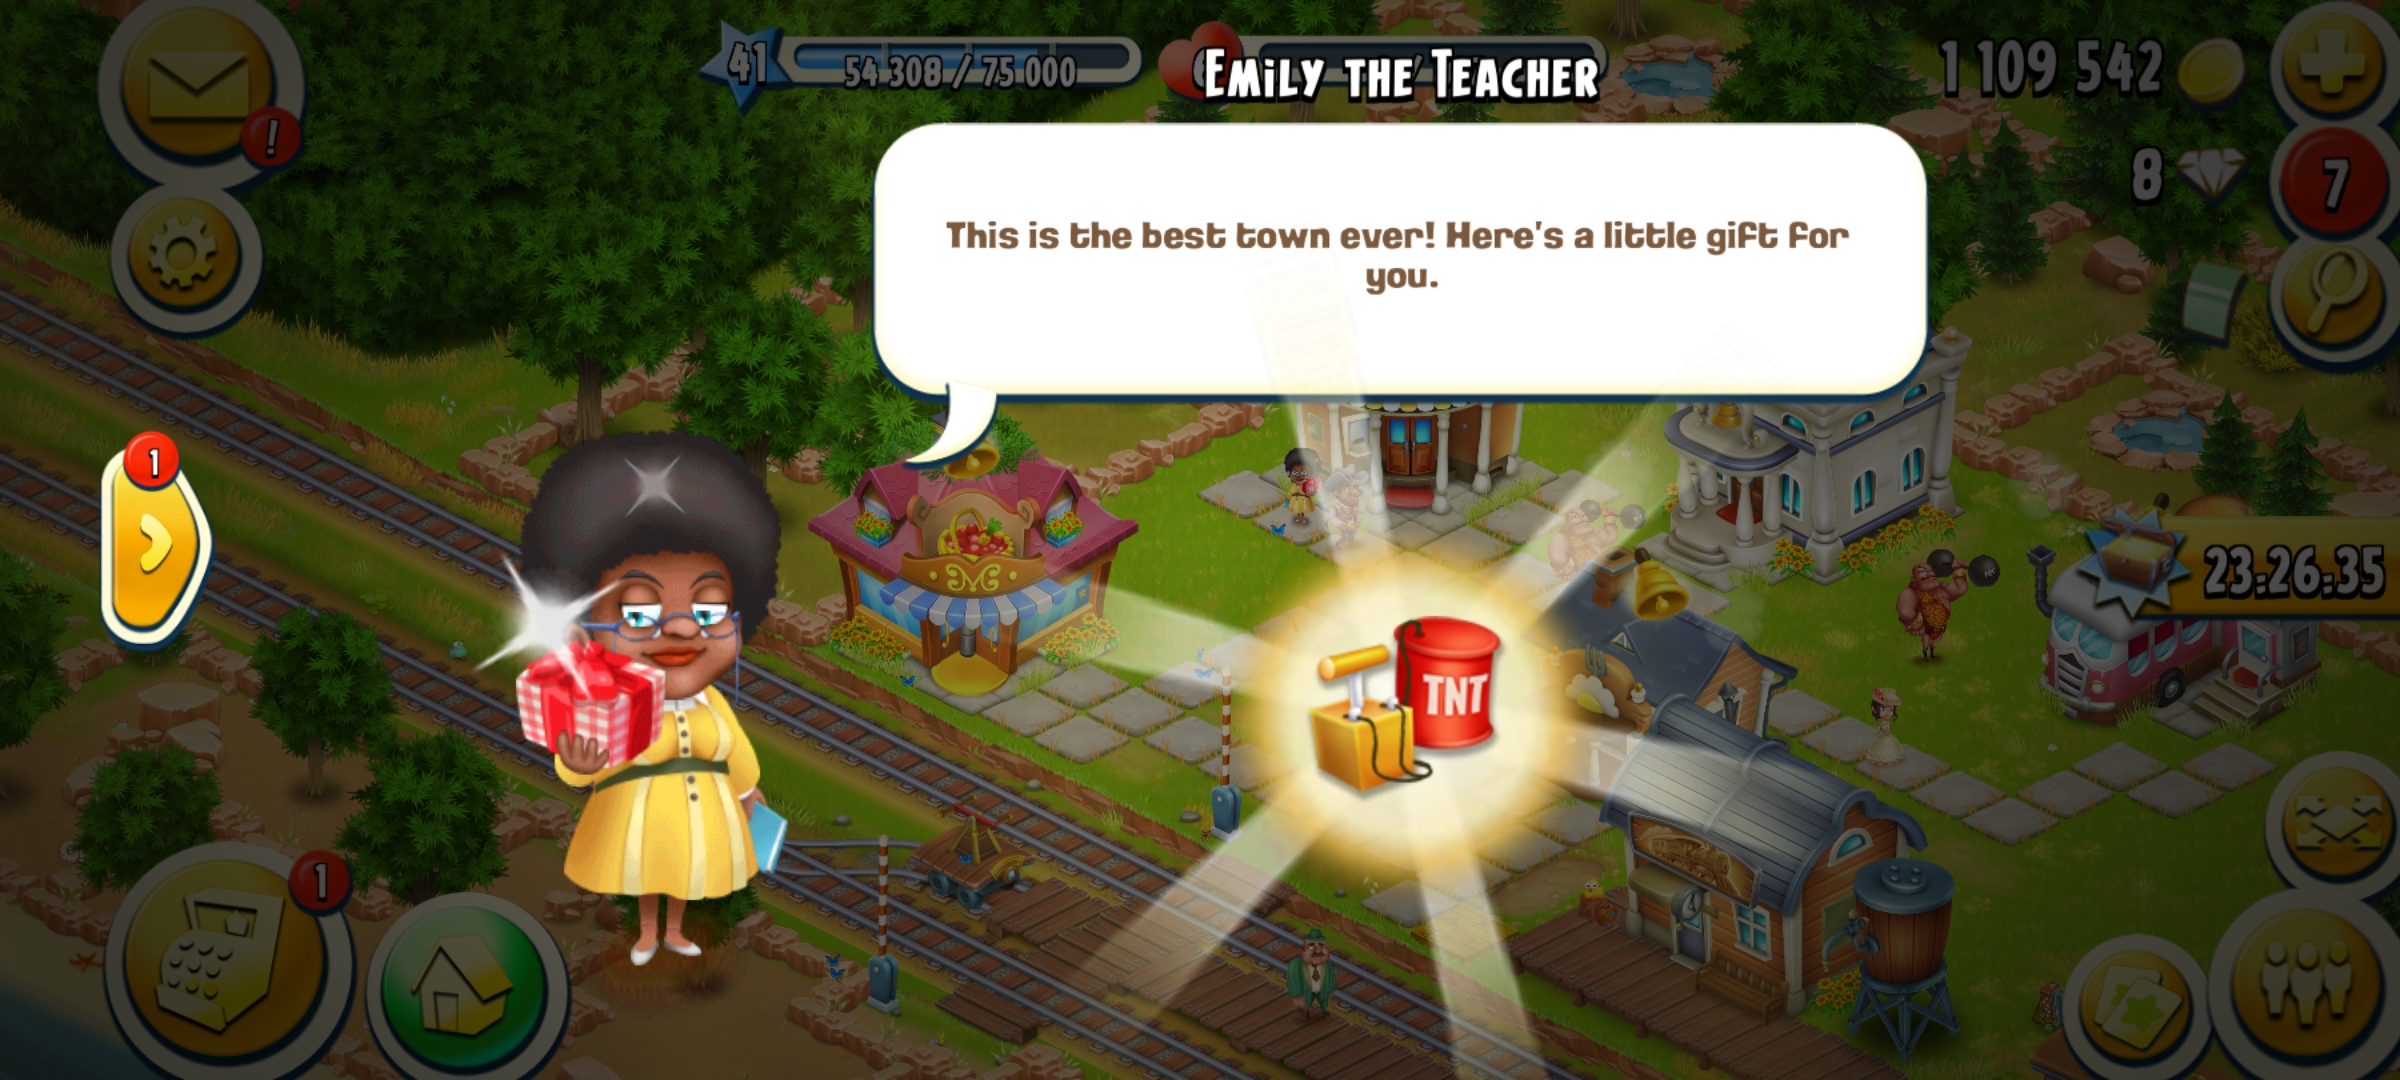 41
54 308 / 75 000
EMiLY THE TEACHER
1 109 542
!
8
7
This is the best town ever! Here's a little gift for
you.
1
23:26:35
TNT
1